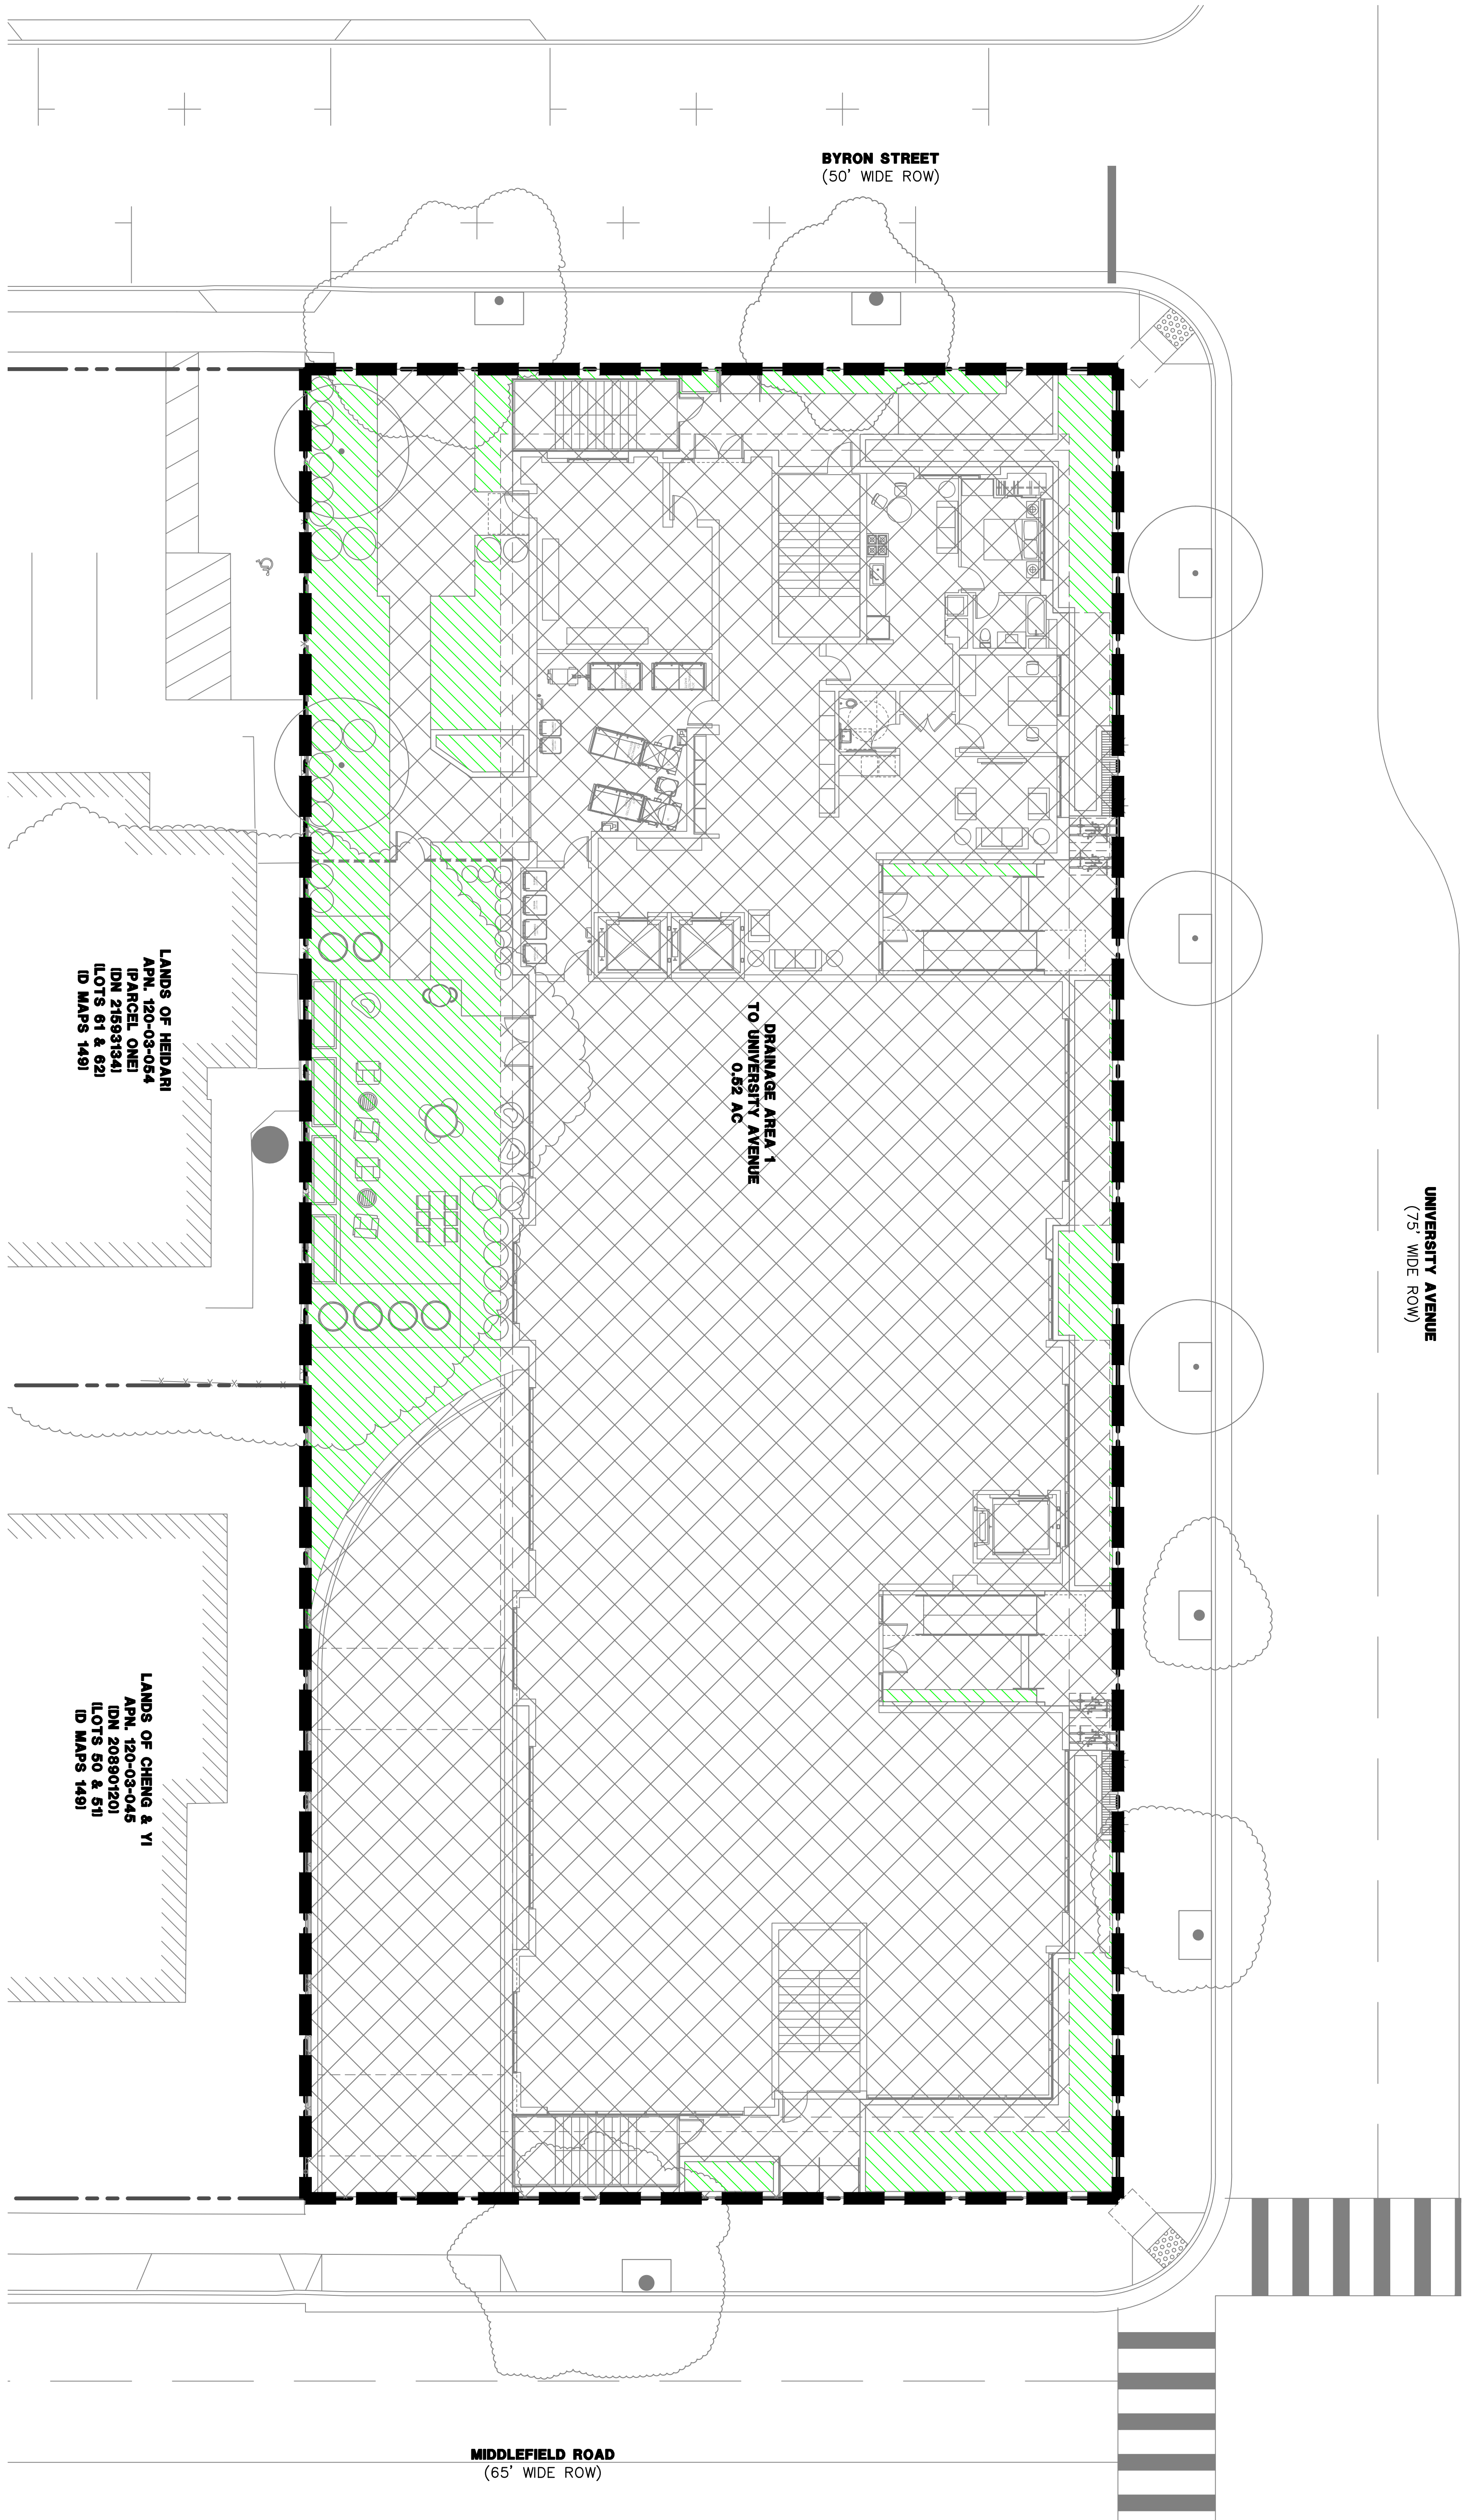 BYRON STREET
(50' WIDE ROW)
LANDS OF HEIDARI
APN. 120-03-054
(PARCEL ONE)
(DN 21593134)
(LOTS 61 & 62)
(D MAPS 149)
DRAINAGE AREA 1
TO UNIVERSITY AVENUE
0.52 AC
UNIVERSITY AVENUE
(75' WIDE ROW)
LANDS OF CHENG & YI
APN. 120-03-045
(DN 20890120)
(LOTS 50 & 51)
(D MAPS 149)
MIDDLEFIELD ROAD
(65' WIDE ROW)